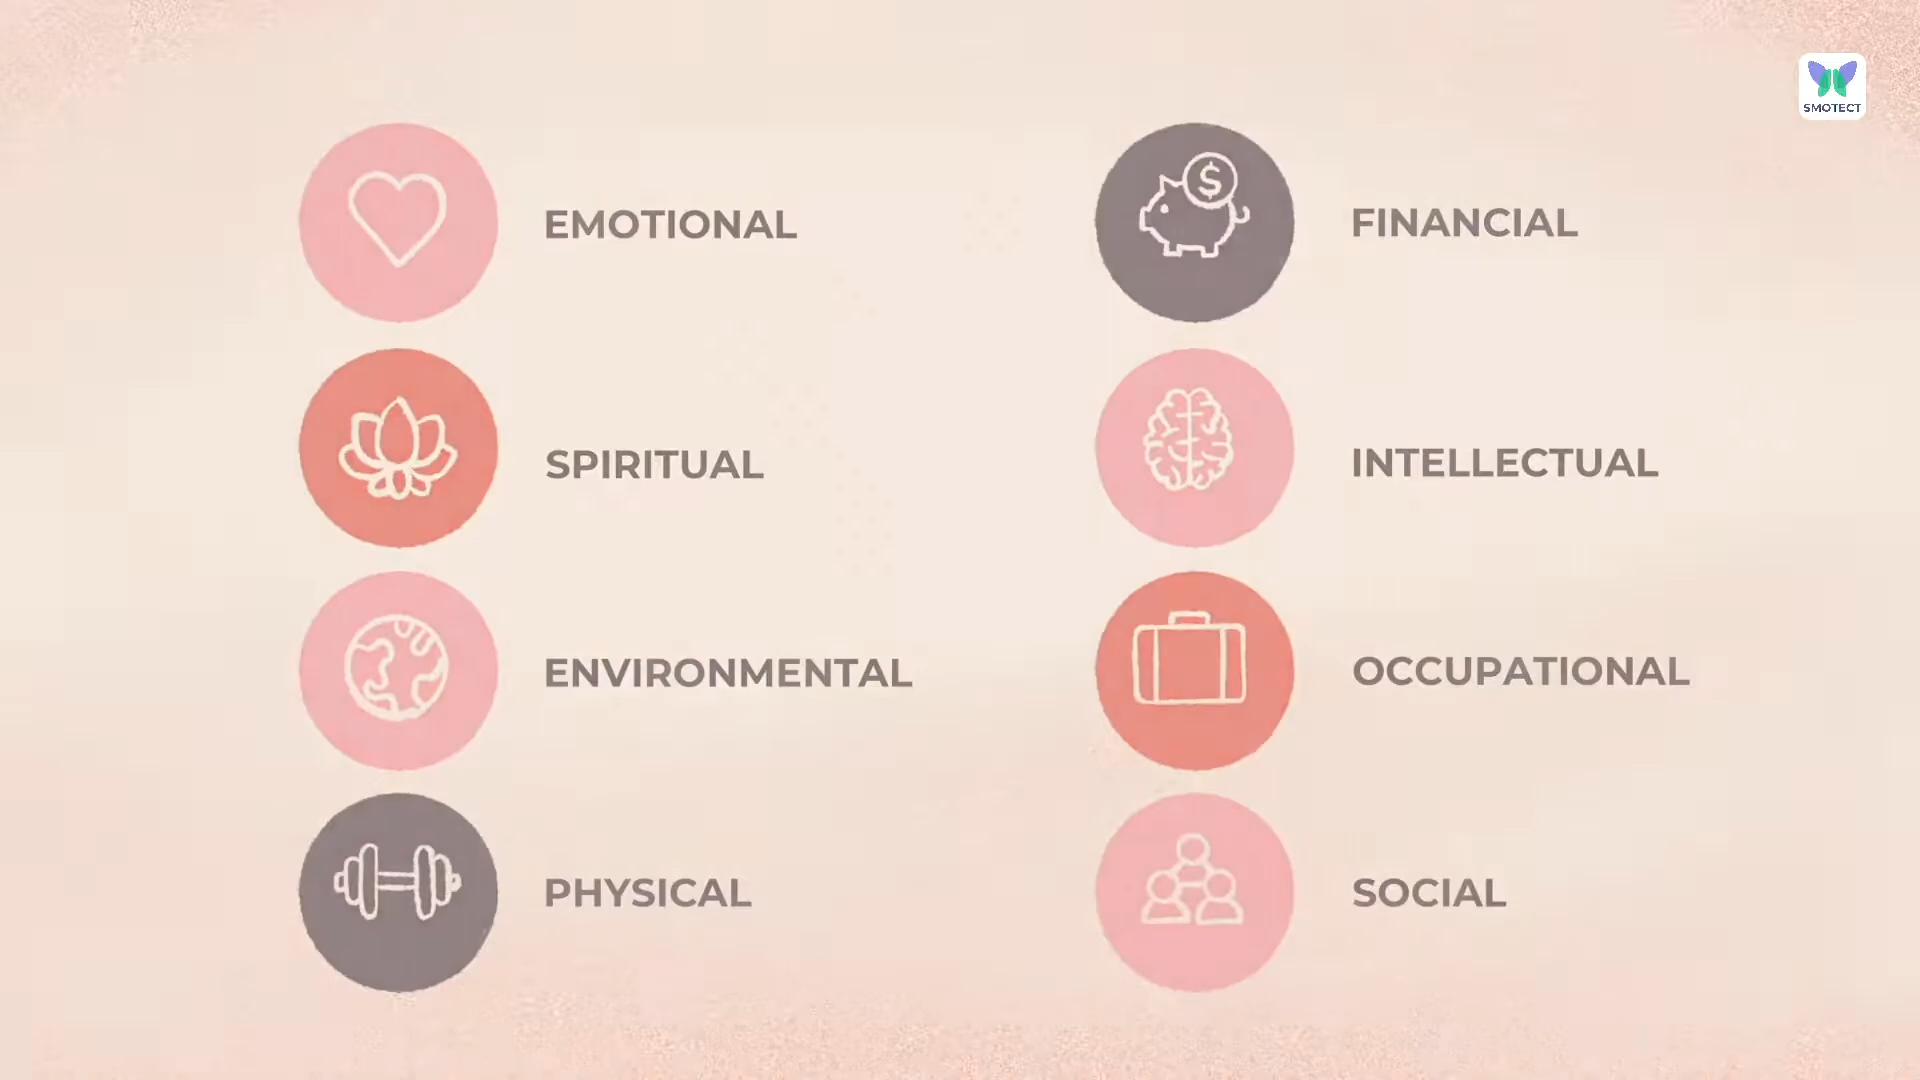 SMOTECT
EMOTIONAL
SPIRITUAL
ENVIRONMENTAL
PHYSICAL
$
FINANCIAL
INTELLECTUAL
OCCUPATIONAL
SOCIAL